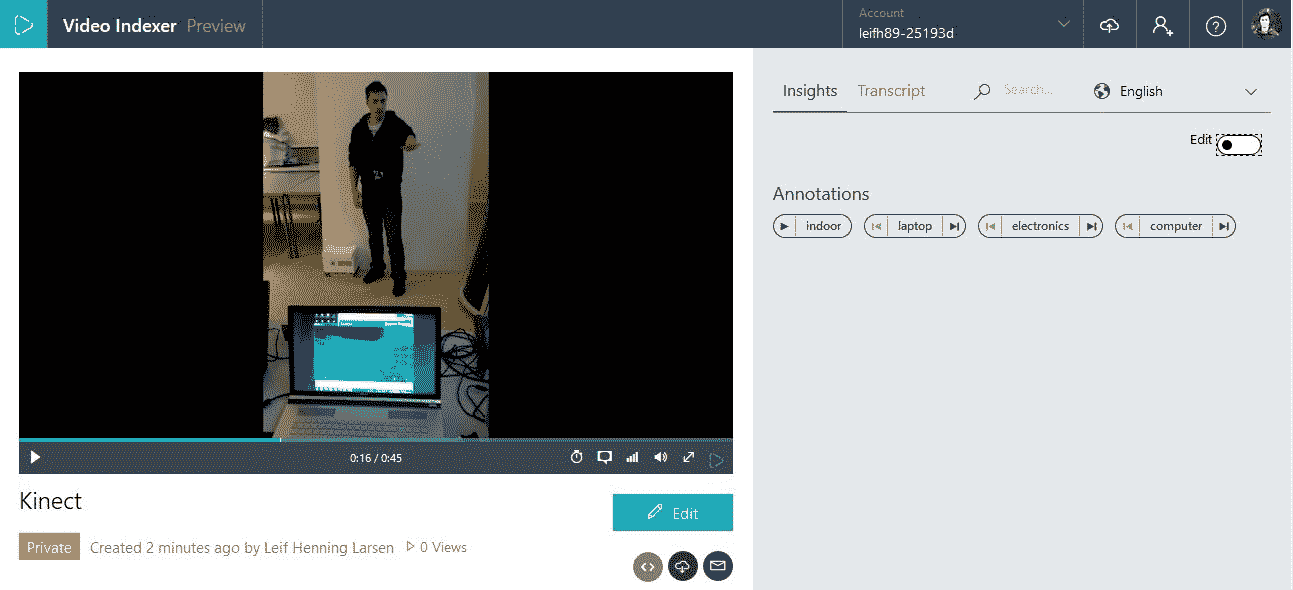 Video Indexer Preview
Account
leifh89-25193d
Insights
Transcript
Search...
English
Edit
Annotations
indoor
laptop
electronics
computer
0:16 / 0:45
Kinect
Edit
Private
Created 2 minutes ago by Leif Henning Larsen
0 Views